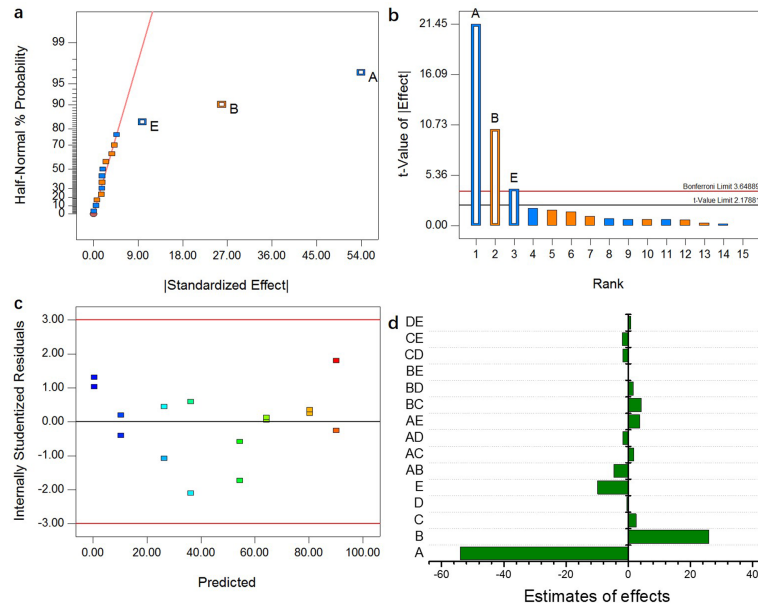 a
Half-Normal % Probability
99
95
90
80
70
50
30
20
10
0
A
B
E
0.00 9.00 18.00 27.00 36.00 45.00 54.00
|Standardized Effect|
b
t-Value of |Effect|
21.45
16.09
10.73
5.36
0.00
A
B
E
Bonferroni Limit 3.64889
t-Value Limit 2.17881
1 2 3 4 5 6 7 8 9 10 11 12 13 14 15
Rank
c
Internally Studentized Residuals
3.00
2.00
1.00
0.00
-1.00
-2.00
-3.00
0.00 20.00 40.00 60.00 80.00 100.00
Predicted
d
DE
CE
CD
BE
BD
BC
AE
AD
AC
AB
E
D
C
B
A
-60 -40 -20 0 20 40
Estimates of effects